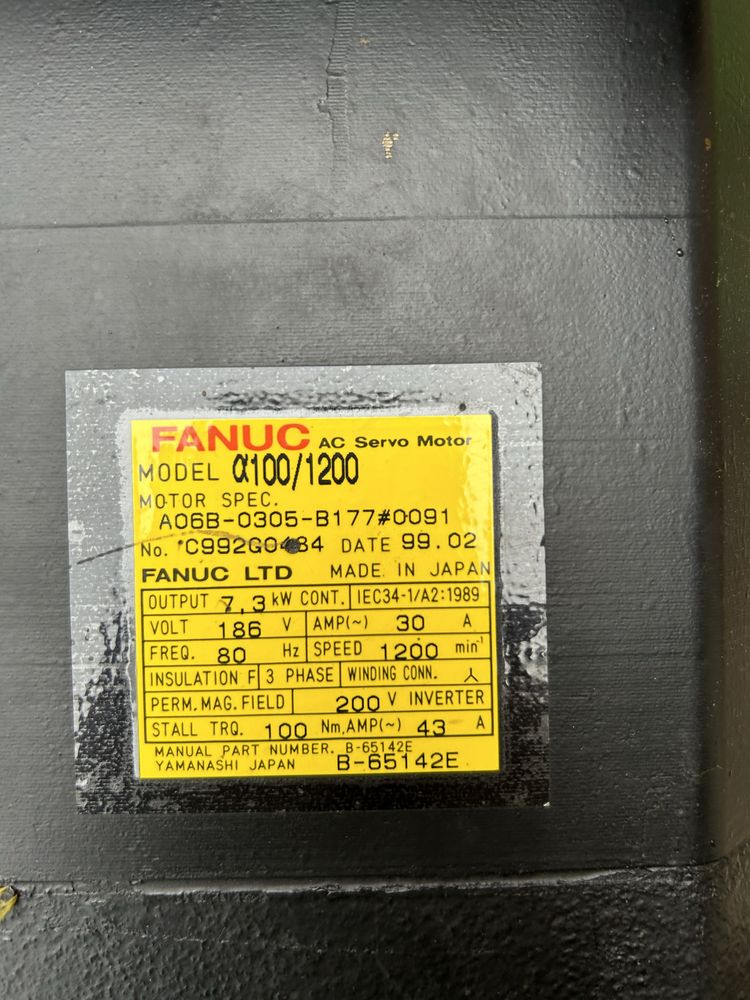 FANUC AC Servo Motor
MODEL α100/1200
MOTOR SPEC.
A06B-0305-B177#0091
No. DATE 99.02
FANUC LTD MADE IN JAPAN
OUTPUT 7,3 kW CONT. IEC34-1/A2:1989
VOLT 186 V AMP(~) 30 A
FREQ. 80 Hz SPEED 1200 min⁻¹
INSULATION F 3 PHASE WINDING CONN. 人
PERM. MAG. FIELD 200 V INVERTER
STALL TRQ. 100 Nm, AMP(~) 43 A
MANUAL PART NUMBER. B-65142E
YAMANASHI JAPAN B-65142E